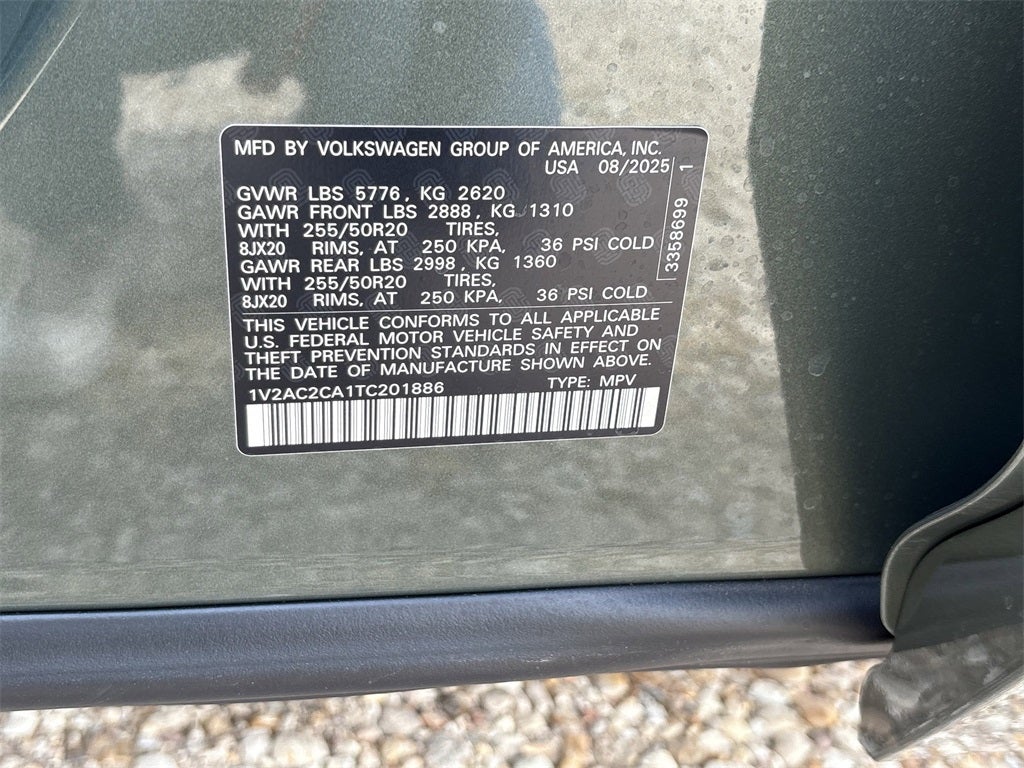 MFD BY VOLKSWAGEN GROUP OF AMERICA, INC.
USA 08/2025
GVWR LBS 5776, KG 2620
GAWR FRONT LBS 2888, KG 1310
WITH 255/50R20 TIRES,
8JX20 RIMS, AT 250 KPA, 36 PSI COLD
GAWR REAR LBS 2998, KG 1360
WITH 255/50R20 TIRES,
8JX20 RIMS, AT 250 KPA, 36 PSI COLD
THIS VEHICLE CONFORMS TO ALL APPLICABLE
U.S. FEDERAL MOTOR VEHICLE SAFETY AND
THEFT PREVENTION STANDARDS IN EFFECT ON
THE DATE OF MANUFACTURE SHOWN ABOVE.
1V2AC2CA1TC201886 TYPE: MPV
3358699 1